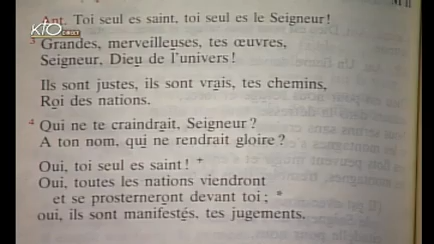 KTO
DIRECT
Ant. Toi seul es saint, toi seul es le Seigneur!
3 Grandes, merveilleuses, tes œuvres,
Seigneur, Dieu de l'univers!
Ils sont justes, ils sont vrais, tes chemins,
Roi des nations.
4 Qui ne te craindrait, Seigneur?
A ton nom, qui ne rendrait gloire?
Oui, toi seul es saint! +
Oui, toutes les nations viendront
et se prosterneront devant toi; *
oui, ils sont manifestés, tes jugements.